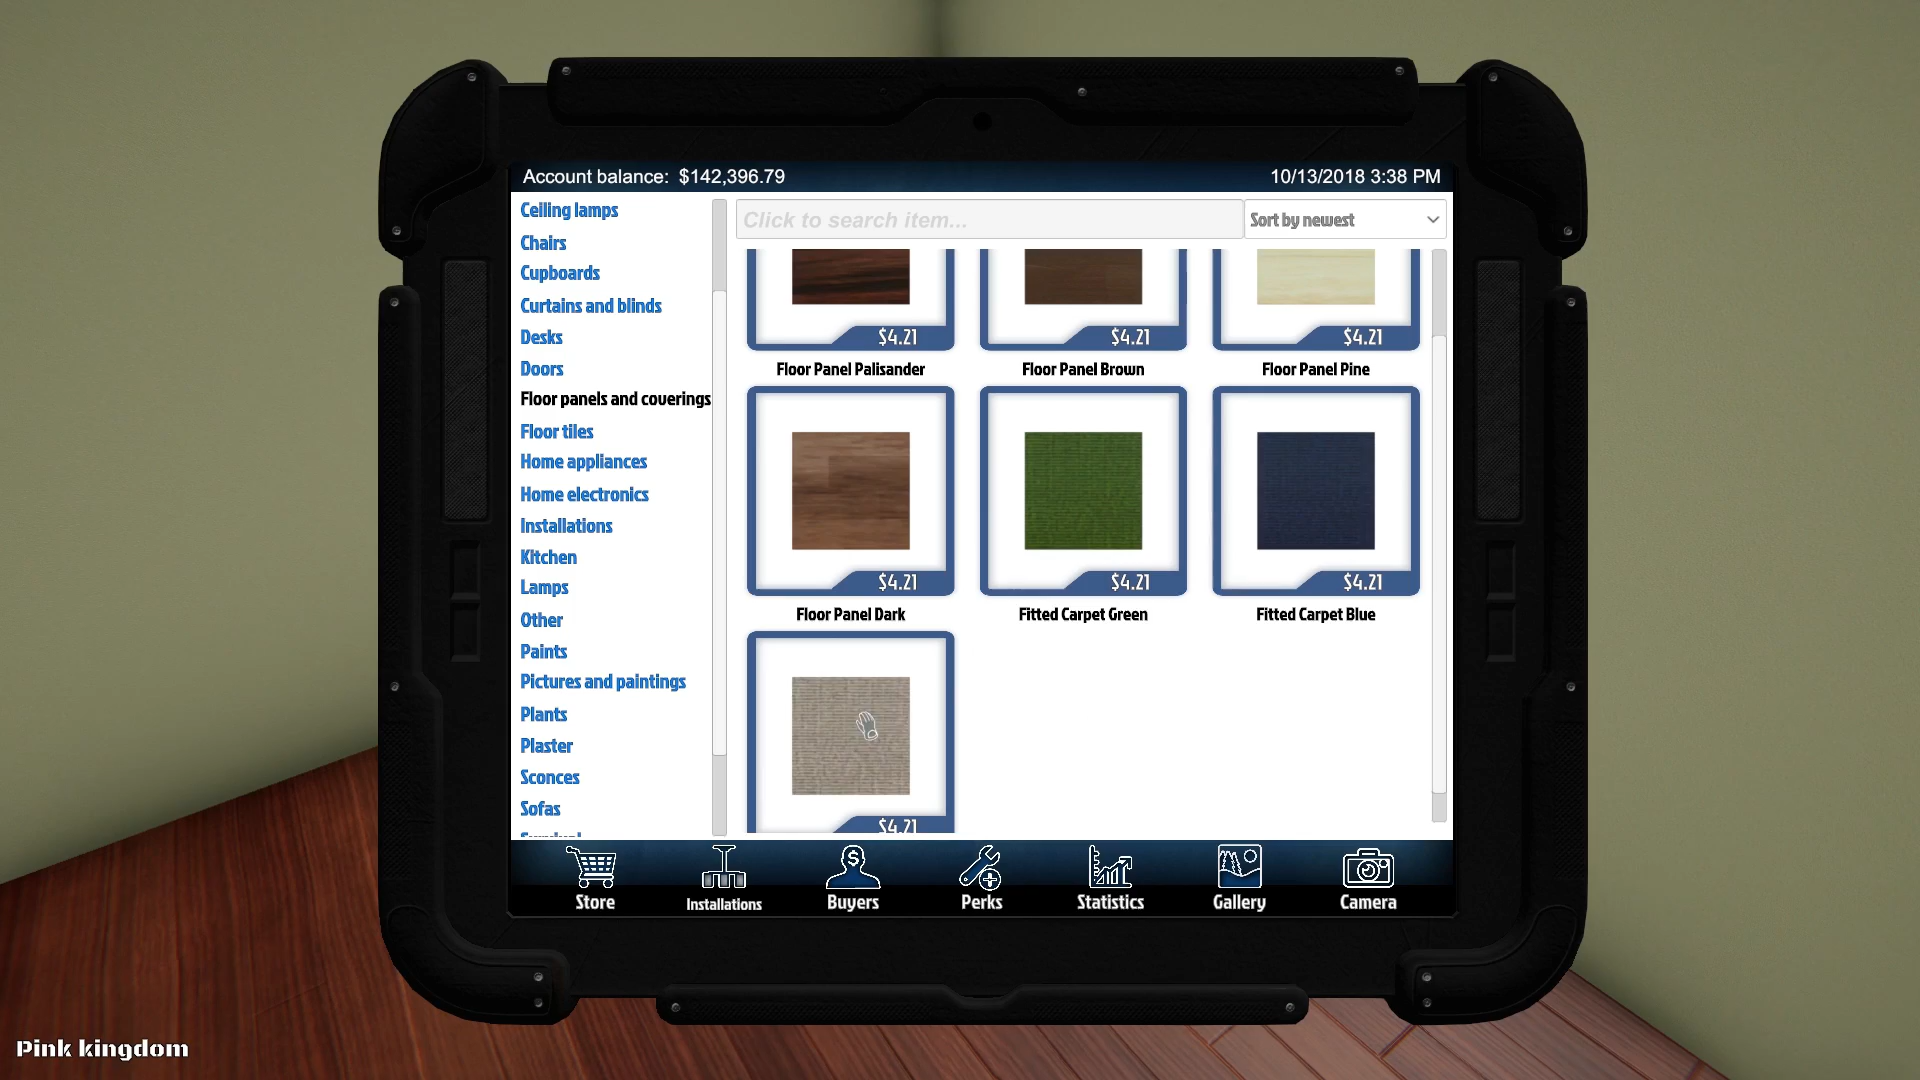 Account balance: $142,396.79
10/13/2018 3:38 PM
Ceiling lamps
Chairs
Cupboards
Curtains and blinds
Desks
Doors
Floor panels and coverings
Floor tiles
Home appliances
Home electronics
Installations
Kitchen
Lamps
Other
Paints
Pictures and paintings
Plants
Plaster
Sconces
Sofas
Click to search item...
Sort by newest
$4.21
$4.21
$4.21
Floor Panel Palisander
Floor Panel Brown
Floor Panel Pine
$4.21
$4.21
$4.21
Floor Panel Dark
Fitted Carpet Green
Fitted Carpet Blue
$4.21
Store
Installations
Buyers
Perks
Statistics
Gallery
Camera
Pink kingdom